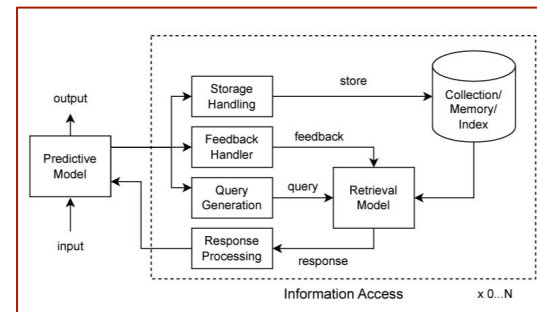 output
Predictive
Model
input
Storage
Handling
store
Collection/
Memory/
Index
Feedback
Handler
feedback
Query
Generation
query
Retrieval
Model
Response
Processing
response
Information Access
x 0...N